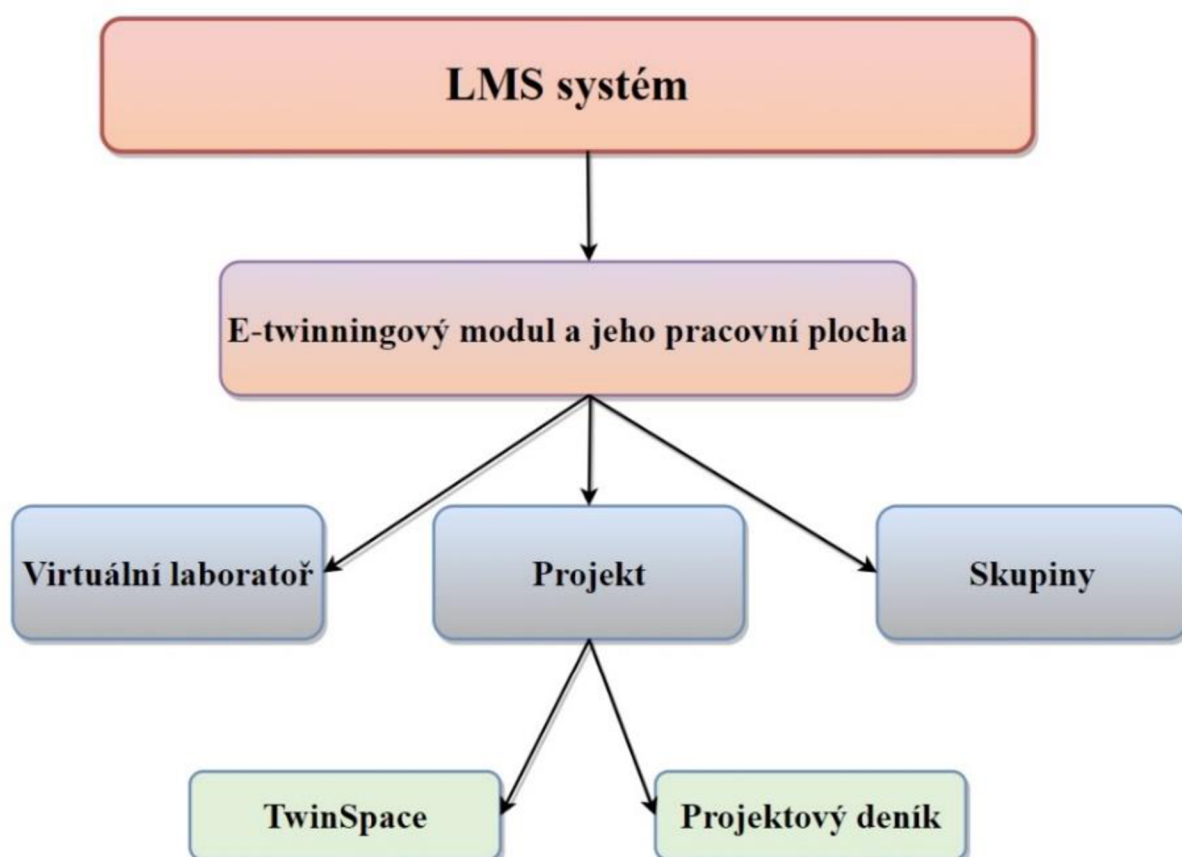 LMS systém
E-twinningový modul a jeho pracovní plocha
Virtuální laboratoř
Projekt
Skupiny
TwinSpace
Projektový deník